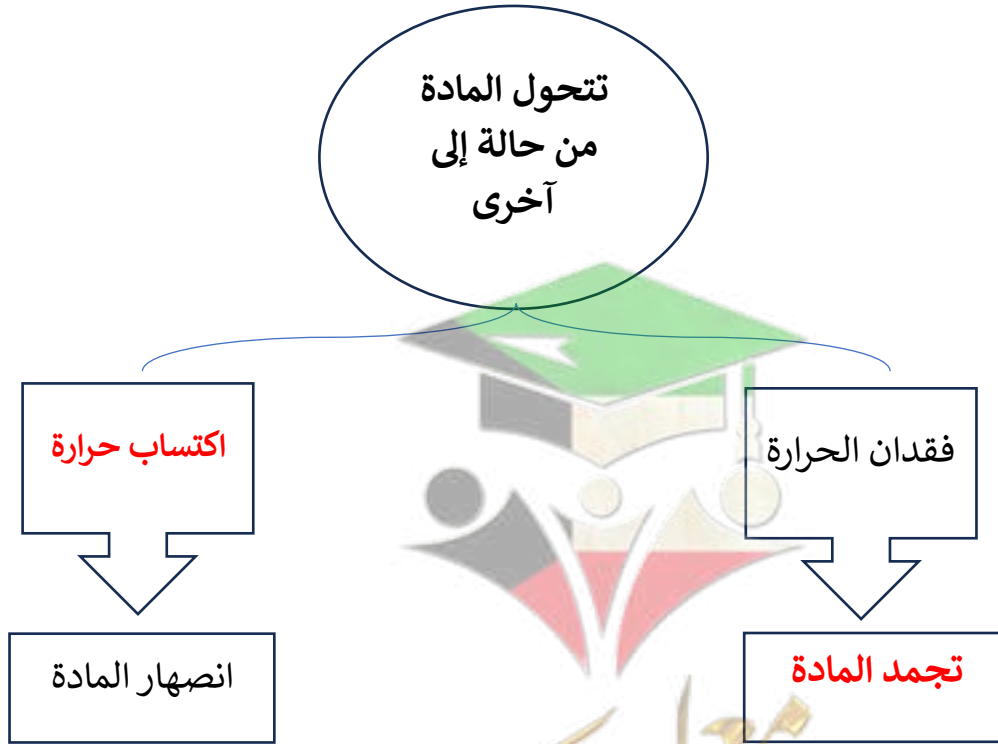 تتحول المادة
من حالة إلى
آخرى
فقدان الحرارة
اكتساب حرارة
تجمد المادة
انصهار المادة